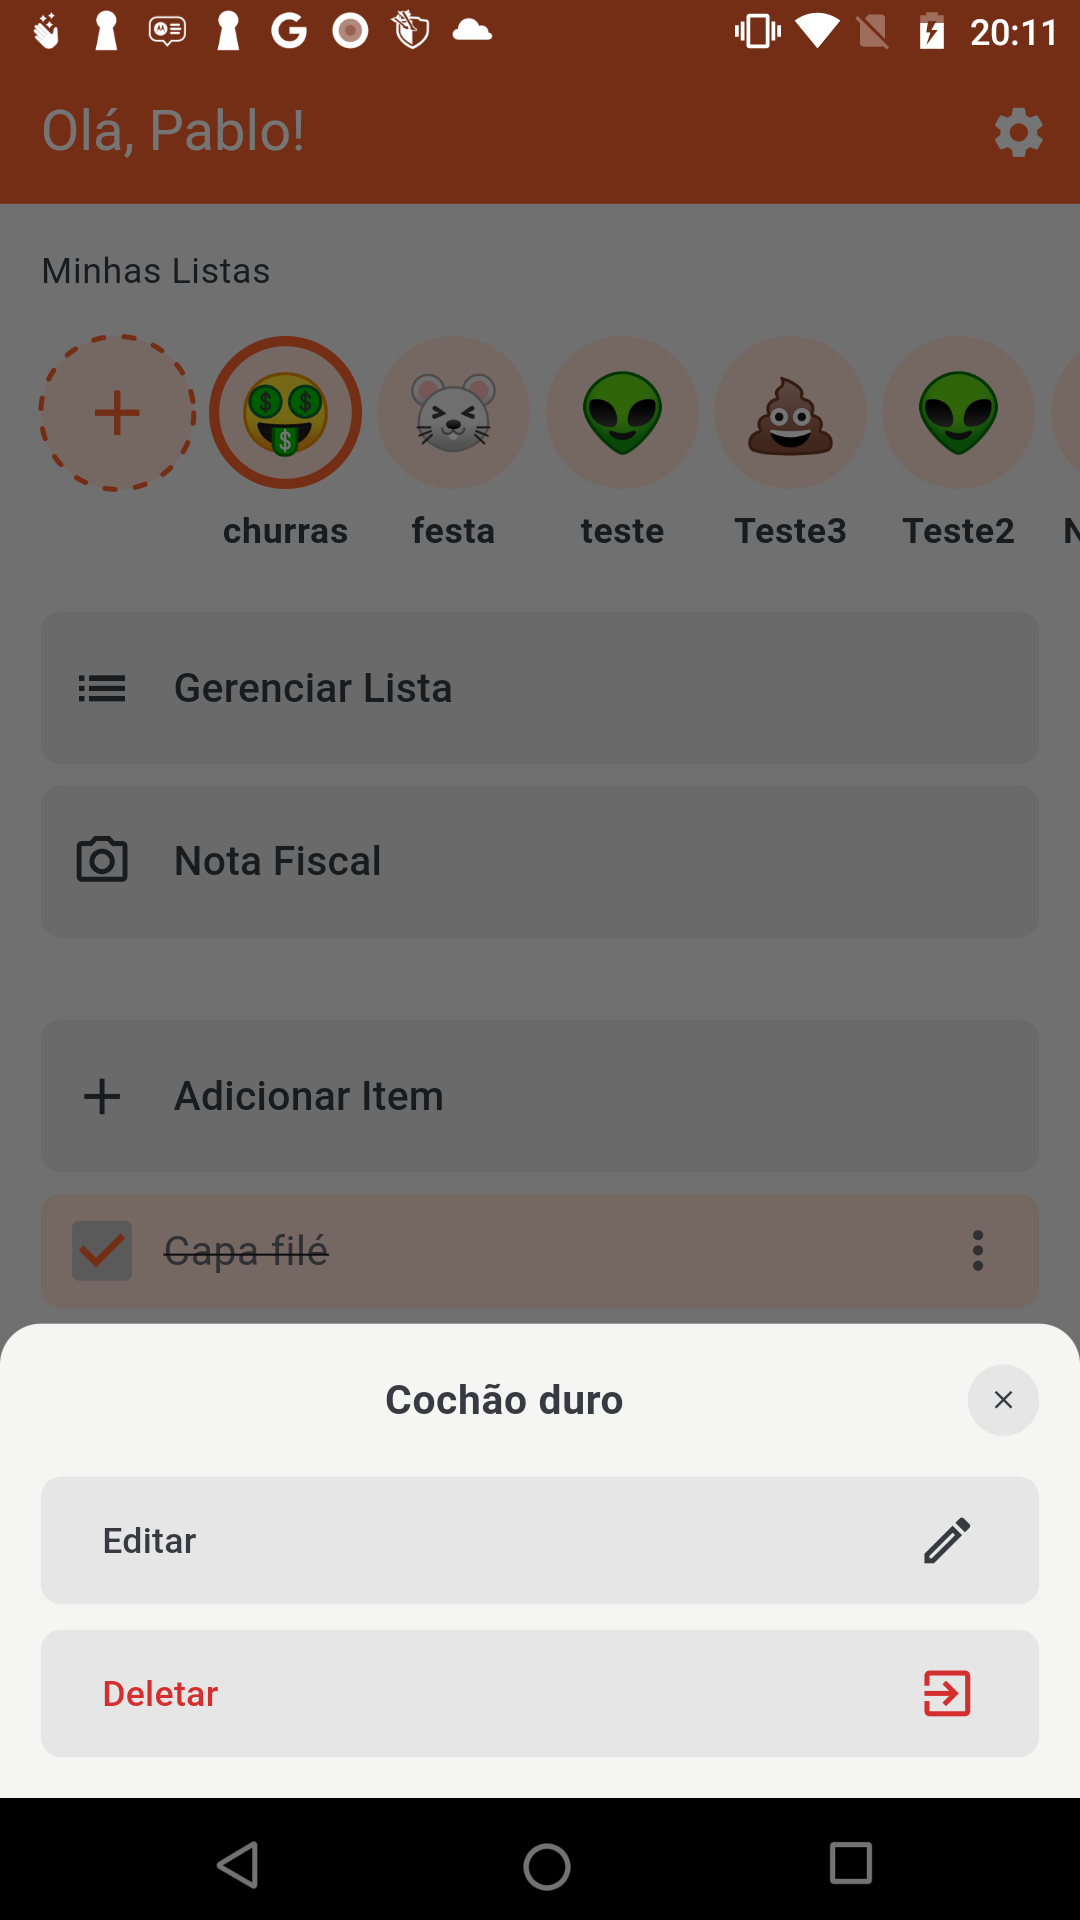 20:11
Olá, Pablo!
Minhas Listas
churras festa teste Teste3 Teste2 N
Gerenciar Lista
Nota Fiscal
Adicionar Item
Capa filé
Cochão duro
Editar
Deletar